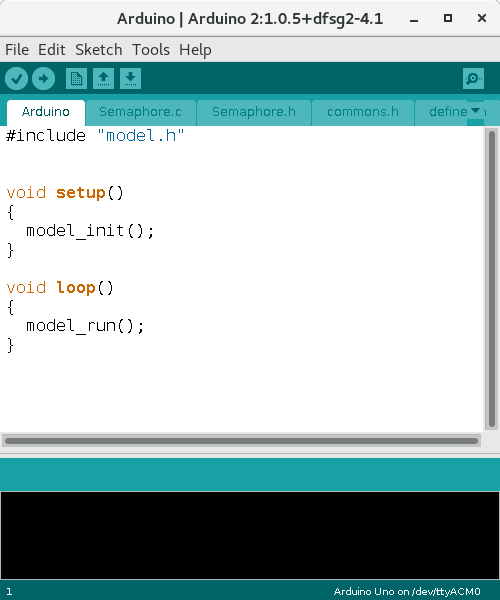 Arduino | Arduino 2:1.0.5+dfsg2-4.1
File Edit Sketch Tools Help
Arduino Semaphore.c Semaphore.h commons.h define
#include "model.h"
void setup()
{
model_init();
}
void loop()
{
model_run();
}
1 Arduino Uno on /dev/ttyACM0